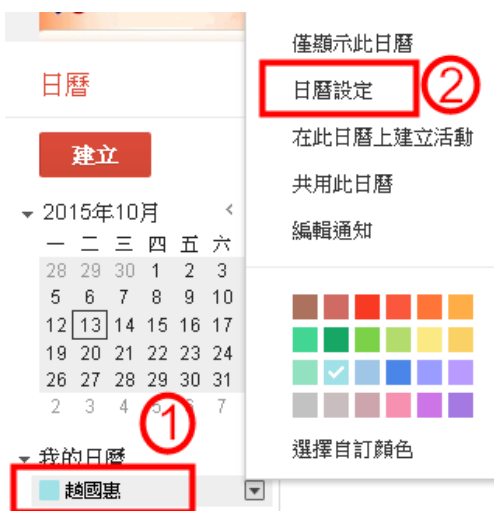 日曆
建立
2015年10月 <
一 二 三 四 五 六
28 29 30 1 2 3
5 6 7 8 9 10
12 13 14 15 16 17
19 20 21 22 23 24
26 27 28 29 30 31
2 3 4 5 6 7
1
我的日曆
趙國惠
僅顯示此日曆
日曆設定
2
在此日曆上建立活動
共用此日曆
編輯通知
選擇自訂顏色